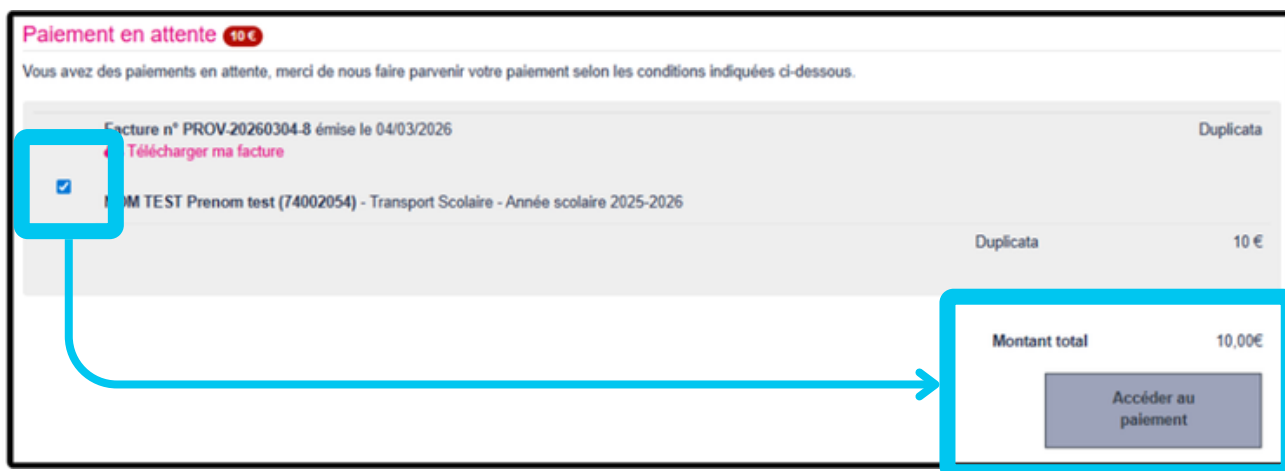 Paiement en attente 10 €
Vous avez des paiements en attente, merci de nous faire parvenir votre paiement selon les conditions indiquées ci-dessous.
Facture n° PROV-20260304-8 émise le 04/03/2026 Duplicata
Télécharger ma facture
NOM TEST Prenom test (74002054) - Transport Scolaire - Année scolaire 2025-2026
Duplicata 10 €
Montant total 10,00€
Accéder au
paiement